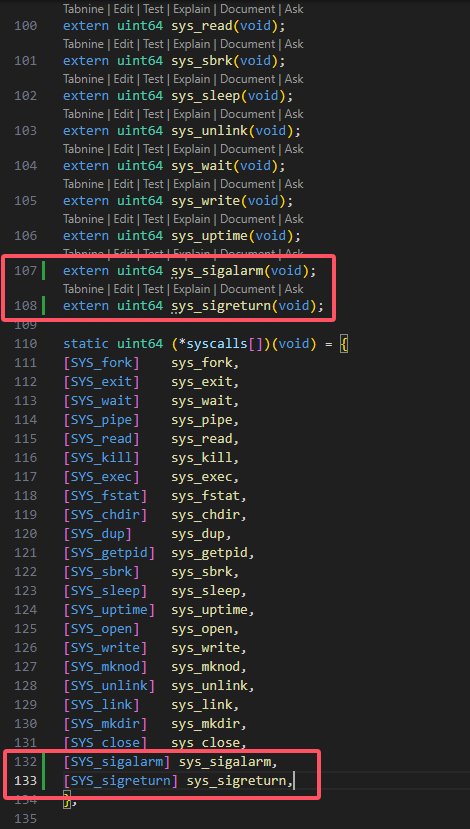 Tabnine | Edit | Test | Explain | Document | Ask
100 extern uint64 sys_read(void);
Tabnine | Edit | Test | Explain | Document | Ask
101 extern uint64 sys_sbrk(void);
Tabnine | Edit | Test | Explain | Document | Ask
102 extern uint64 sys_sleep(void);
Tabnine | Edit | Test | Explain | Document | Ask
103 extern uint64 sys_unlink(void);
Tabnine | Edit | Test | Explain | Document | Ask
104 extern uint64 sys_wait(void);
Tabnine | Edit | Test | Explain | Document | Ask
105 extern uint64 sys_write(void);
Tabnine | Edit | Test | Explain | Document | Ask
106 extern uint64 sys_uptime(void);
Tabnine | Edit | Test | Explain | Document | Ask
107 extern uint64 sys_sigalarm(void);
Tabnine | Edit | Test | Explain | Document | Ask
108 extern uint64 sys_sigreturn(void);
109
110 static uint64 (*syscalls[])(void) = {
111 [SYS_fork] sys_fork,
112 [SYS_exit] sys_exit,
113 [SYS_wait] sys_wait,
114 [SYS_pipe] sys_pipe,
115 [SYS_read] sys_read,
116 [SYS_kill] sys_kill,
117 [SYS_exec] sys_exec,
118 [SYS_fstat] sys_fstat,
119 [SYS_chdir] sys_chdir,
120 [SYS_dup] sys_dup,
121 [SYS_getpid] sys_getpid,
122 [SYS_sbrk] sys_sbrk,
123 [SYS_sleep] sys_sleep,
124 [SYS_uptime] sys_uptime,
125 [SYS_open] sys_open,
126 [SYS_write] sys_write,
127 [SYS_mknod] sys_mknod,
128 [SYS_unlink] sys_unlink,
129 [SYS_link] sys_link,
130 [SYS_mkdir] sys_mkdir,
131 [SYS_close] sys_close,
132 [SYS_sigalarm] sys_sigalarm,
133 [SYS_sigreturn] sys_sigreturn,
134 };
135